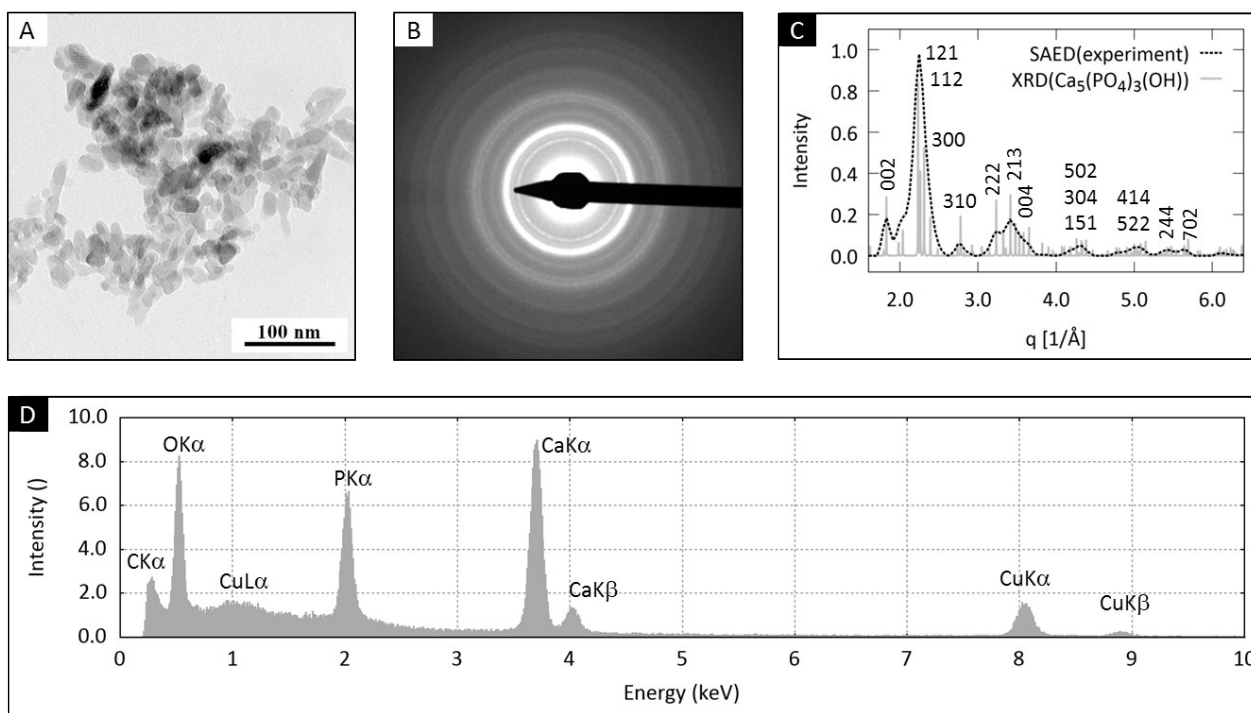 A
100 nm
B
C
Intensity
1.0
0.8
0.6
0.4
0.2
0.0
SAED(experiment)
XRD(Ca5(PO4)3(OH))
002
121
112
300
310
222
213
004
502
304
151
414
522
244
702
2.0 3.0 4.0 5.0 6.0
q [1/Å]
D
Intensity ()
10.0
8.0
6.0
4.0
2.0
0.0
CKα
OKα
CuLα
PKα
CaKα
CaKβ
CuKα
CuKβ
0 1 2 3 4 5 6 7 8 9 10
Energy (keV)